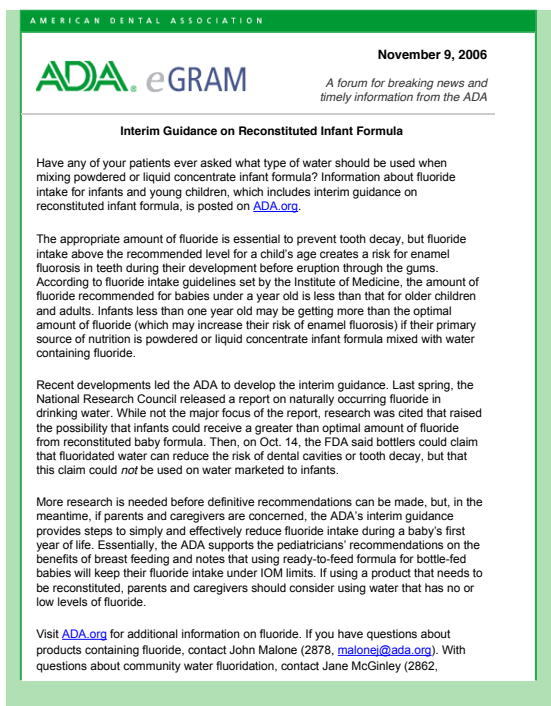 AMERICAN DENTAL ASSOCIATION
November 9, 2006
ADA. eGRAM
A forum for breaking news and
timely information from the ADA
Interim Guidance on Reconstituted Infant Formula
Have any of your patients ever asked what type of water should be used when
mixing powdered or liquid concentrate infant formula? Information about fluoride
intake for infants and young children, which includes interim guidance on
reconstituted infant formula, is posted on ADA.org.
The appropriate amount of fluoride is essential to prevent tooth decay, but fluoride
intake above the recommended level for a child's age creates a risk for enamel
fluorosis in teeth during their development before eruption through the gums.
According to fluoride intake guidelines set by the Institute of Medicine, the amount of
fluoride recommended for babies under a year old is less than that for older children
and adults. Infants less than one year old may be getting more than the optimal
amount of fluoride (which may increase their risk of enamel fluorosis) if their primary
source of nutrition is powdered or liquid concentrate infant formula mixed with water
containing fluoride.
Recent developments led the ADA to develop the interim guidance. Last spring, the
National Research Council released a report on naturally occurring fluoride in
drinking water. While not the major focus of the report, research was cited that raised
the possibility that infants could receive a greater than optimal amount of fluoride
from reconstituted baby formula. Then, on Oct. 14, the FDA said bottlers could claim
that fluoridated water can reduce the risk of dental cavities or tooth decay, but that
this claim could not be used on water marketed to infants.
More research is needed before definitive recommendations can be made, but, in the
meantime, if parents and caregivers are concerned, the ADA's interim guidance
provides steps to simply and effectively reduce fluoride intake during a baby's first
year of life. Essentially, the ADA supports the pediatricians' recommendations on the
benefits of breast feeding and notes that using ready-to-feed formula for bottle-fed
babies will keep their fluoride intake under IOM limits. If using a product that needs to
be reconstituted, parents and caregivers should consider using water that has no or
low levels of fluoride.
Visit ADA.org for additional information on fluoride. If you have questions about
products containing fluoride, contact John Malone (2878, malonej@ada.org). With
questions about community water fluoridation, contact Jane McGinley (2862,